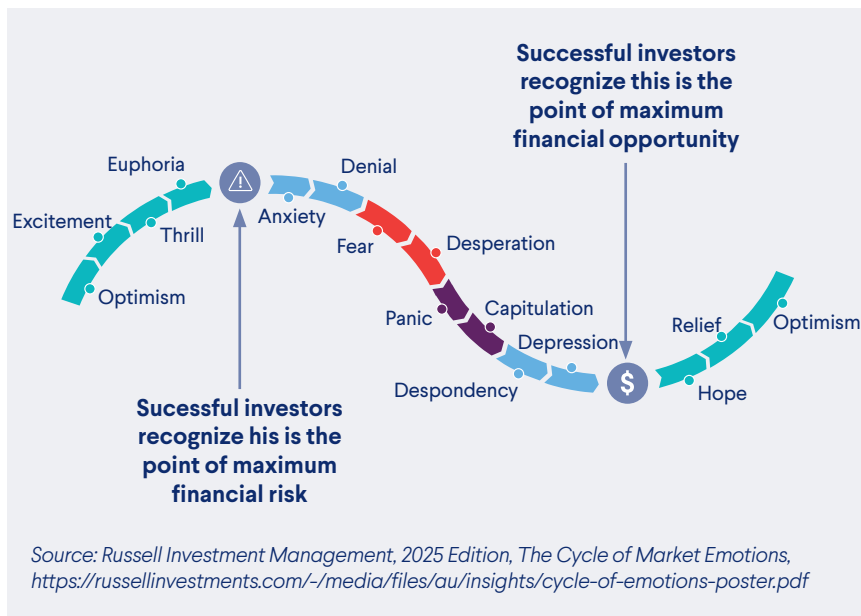 Successful investors
recognize this is the
point of maximum
financial opportunity
Euphoria
Denial
Excitement
Thrill
Anxiety
Fear
Desperation
Optimism
Panic
Capitulation
Depression
Despondency
$
Relief
Optimism
Hope
Sucessful investors
recognize his is the
point of maximum
financial risk
Source: Russell Investment Management, 2025 Edition, The Cycle of Market Emotions,
https://russellinvestments.com/-/media/files/au/insights/cycle-of-emotions-poster.pdf